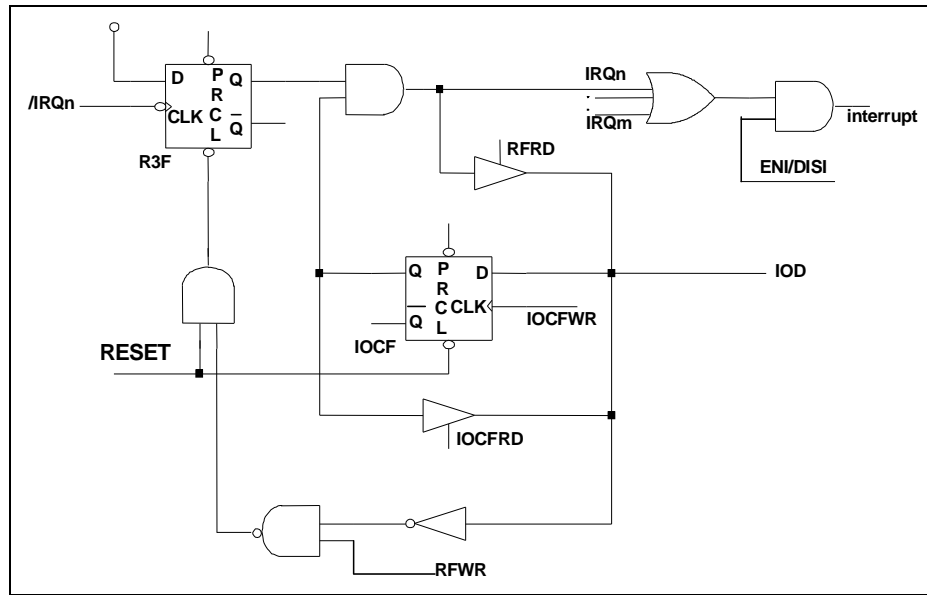 D
P
R
C
L
Q
/IRQn
CLK
Q
R3F
IRQn
IRQm
interrupt
RFRD
ENI/DISI
Q
P
R
C
L
D
CLK
Q
IOD
IOCFWR
IOCF
RESET
IOCFRD
RFWR